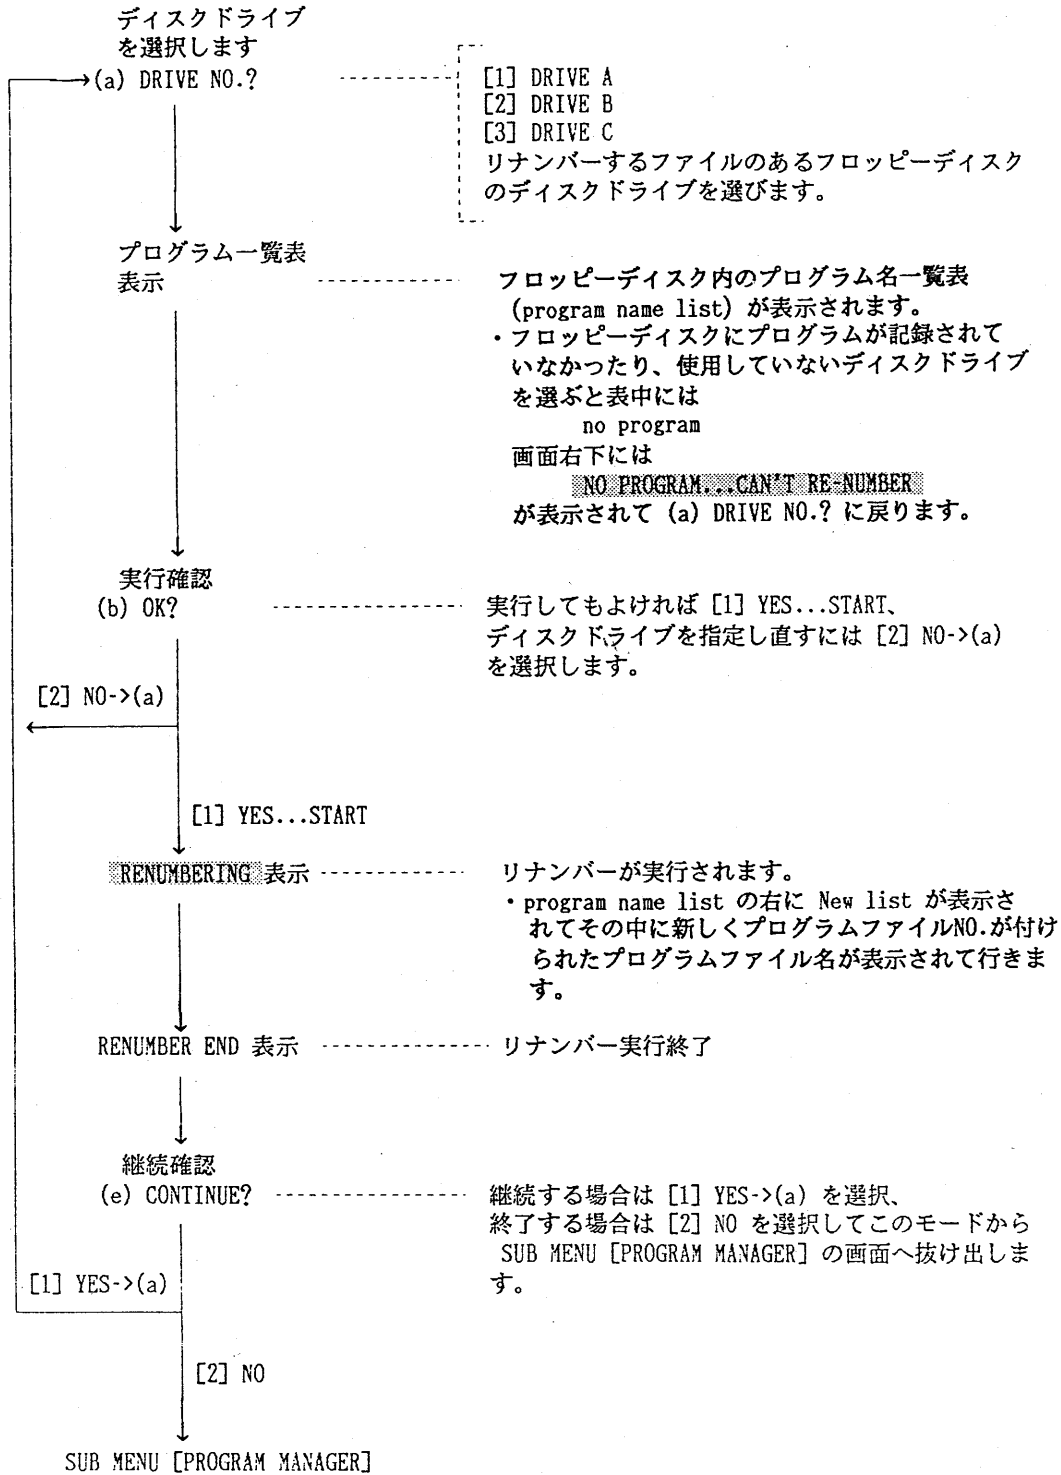 ディスクドライブ
を選択します
(a) DRIVE NO.?
[1] DRIVE A
[2] DRIVE B
[3] DRIVE C
リナンバーするファイルのあるフロッピーディスク
のディスクドライブを選びます。
プログラム一覧表
表示
フロッピーディスク内のプログラム名一覧表
(program name list) が表示されます。
・フロッピーディスクにプログラムが記録されて
いなかったり、使用していないディスクドライブ
を選ぶと表中には
no program
画面右下には
NO PROGRAM...CAN'T RE-NUMBER
が表示されて (a) DRIVE NO.? に戻ります。
実行確認
(b) OK?
実行してもよければ [1] YES...START、
ディスクドライブを指定し直すには [2] NO->(a)
を選択します。
[2] NO->(a)
[1] YES...START
RENUMBERING 表示
リナンバーが実行されます。
・program name list の右に New list が表示さ
れてその中に新しくプログラムファイルNO.が付け
られたプログラムファイル名が表示されて行きま
す。
RENUMBER END 表示
リナンバー実行終了
継続確認
(e) CONTINUE?
継続する場合は [1] YES->(a) を選択、
終了する場合は [2] NO を選択してこのモードから
SUB MENU [PROGRAM MANAGER] の画面へ抜け出しま
す。
[1] YES->(a)
[2] NO
SUB MENU [PROGRAM MANAGER]